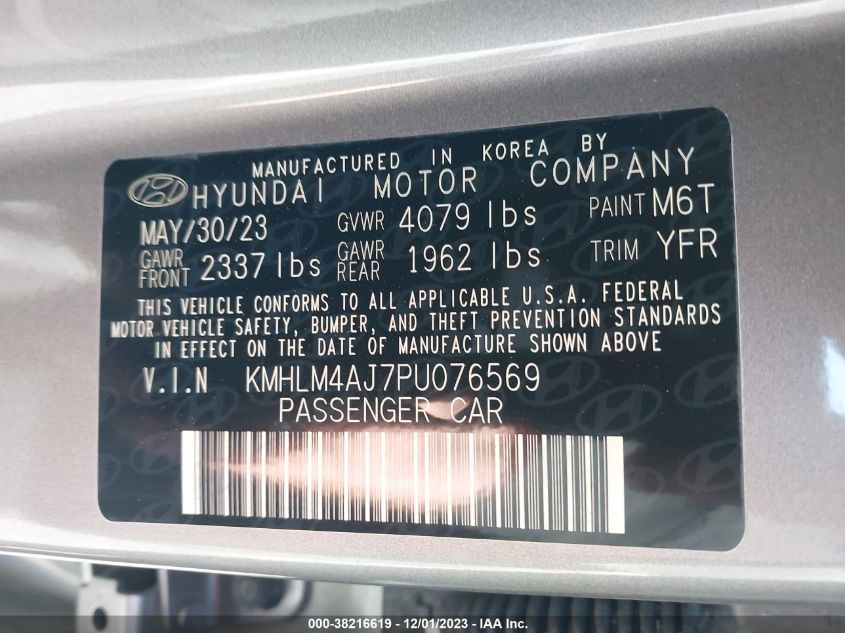 MANUFACTURED IN KOREA BY
HYUNDAI MOTOR COMPANY
MAY/30/23 GVWR 4079 lbs PAINT M6T
GAWR FRONT 2337 lbs GAWR REAR 1962 lbs TRIM YFR
THIS VEHICLE CONFORMS TO ALL APPLICABLE U.S.A. FEDERAL
MOTOR VEHICLE SAFETY, BUMPER, AND THEFT PREVENTION STANDARDS
IN EFFECT ON THE DATE OF MANUFACTURE SHOWN ABOVE
V.I.N KMHLM4AJ7PU076569
PASSENGER CAR
000-38216619 - 12/01/2023 - IAA Inc.